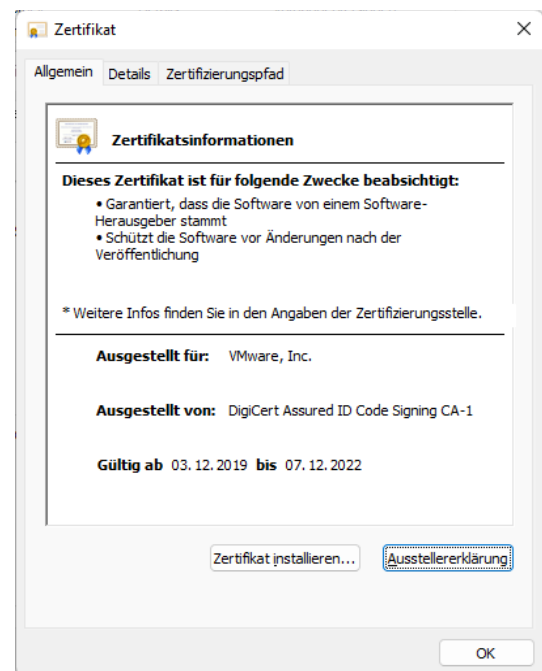 Zertifikat
Allgemein Details Zertifizierungspfad
Zertifikatsinformationen
Dieses Zertifikat ist für folgende Zwecke beabsichtigt:
• Garantiert, dass die Software von einem Software-
Herausgeber stammt
• Schützt die Software vor Änderungen nach der
Veröffentlichung
* Weitere Infos finden Sie in den Angaben der Zertifizierungsstelle.
Ausgestellt für: VMware, Inc.
Ausgestellt von: DigiCert Assured ID Code Signing CA-1
Gültig ab 03.12.2019 bis 07.12.2022
Zertifikat installieren... Ausstellererklärung
OK